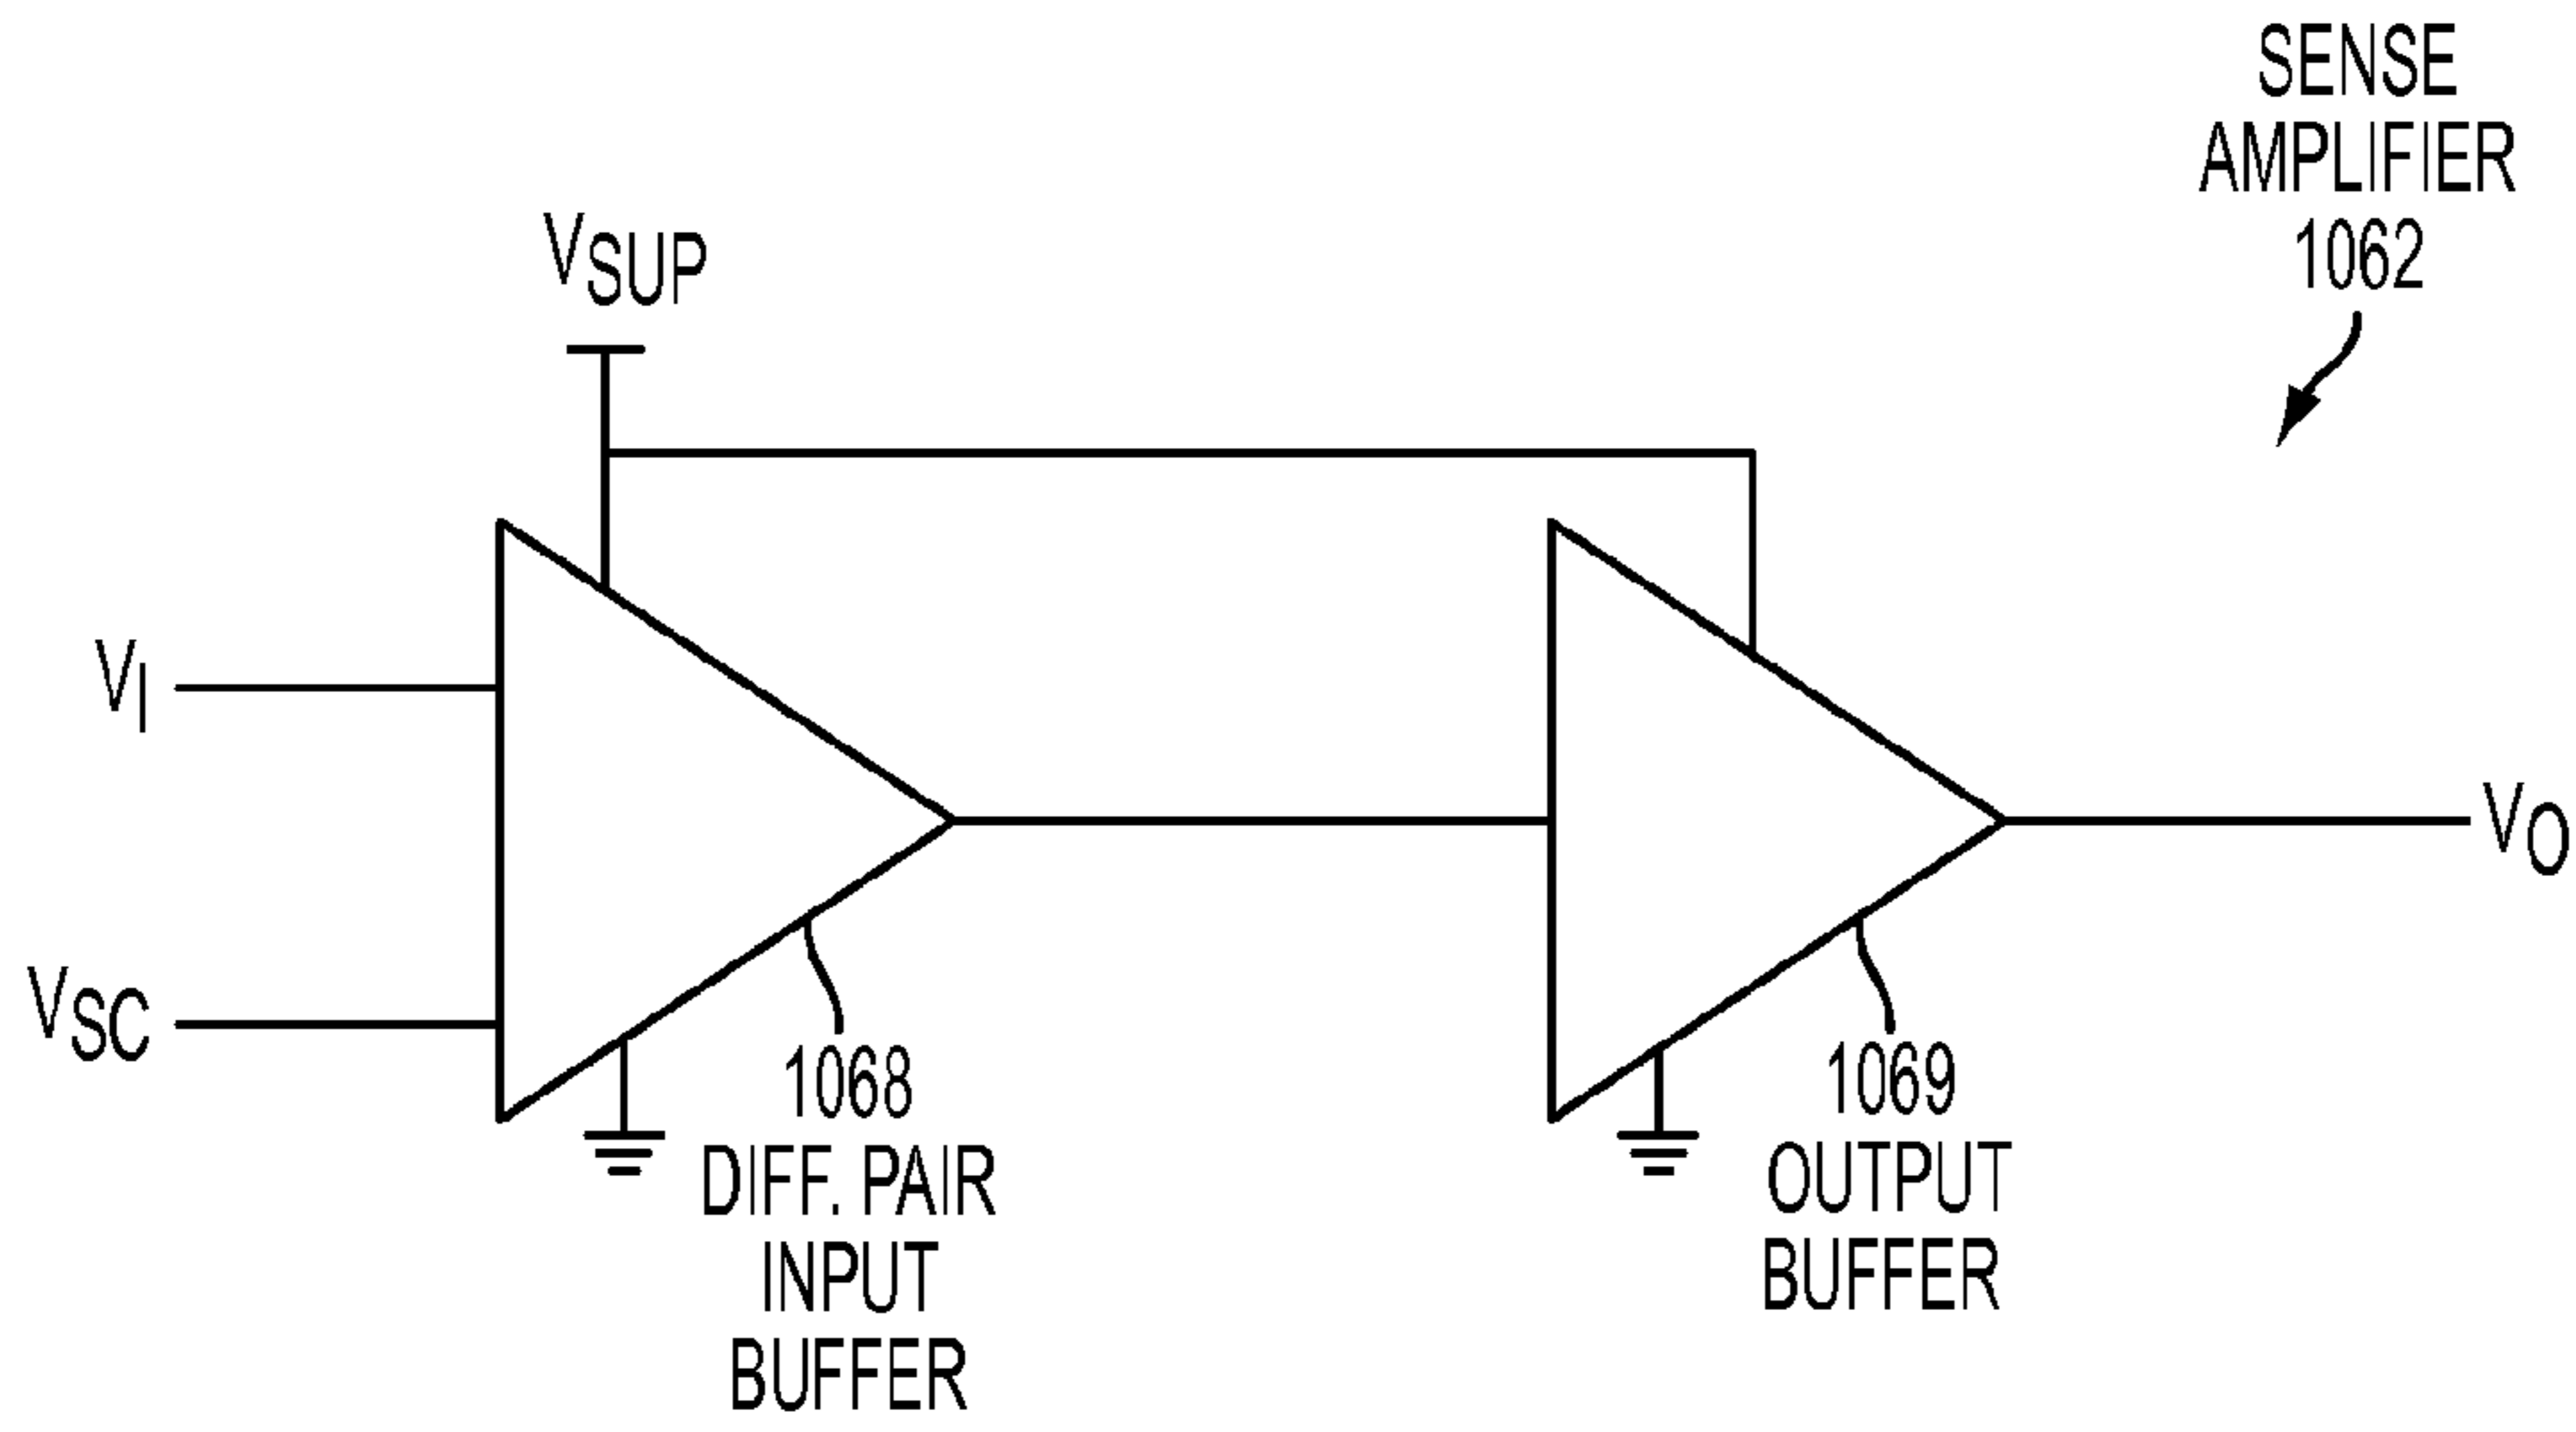 SENSE
AMPLIFIER
1062
VSUP
VI
VO
VSC
1068
DIFF. PAIR
INPUT
BUFFER
1069
OUTPUT
BUFFER